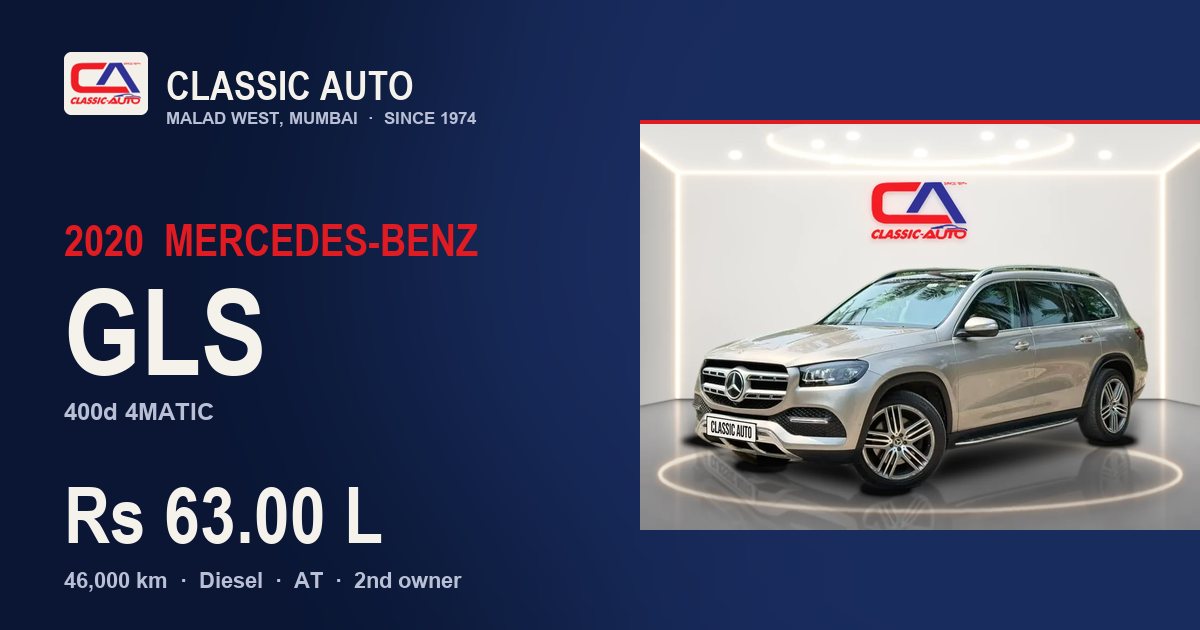 CA
CLASSIC-AUTO
CLASSIC AUTO
MALAD WEST, MUMBAI · SINCE 1974
2020 MERCEDES-BENZ
GLS
400d 4MATIC
Rs 63.00 L
46,000 km · Diesel · AT · 2nd owner
CA
CLASSIC-AUTO
CLASSIC AUTO